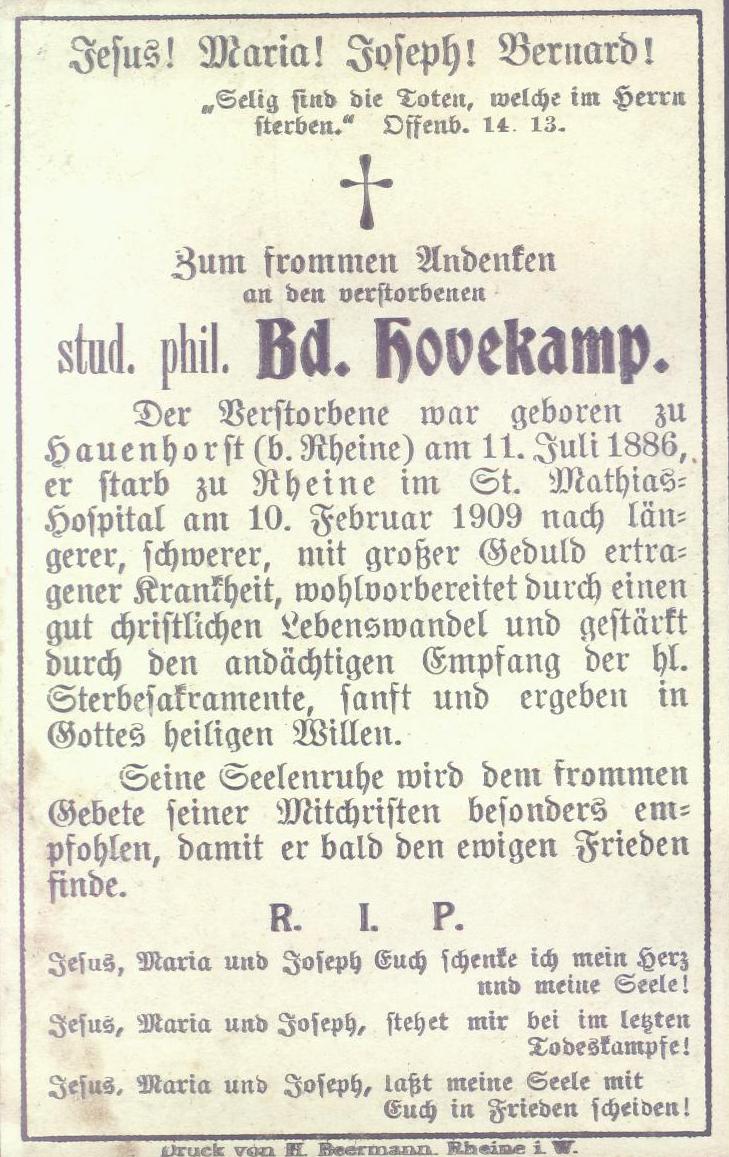 Jesus! Maria! Joseph! Bernard!
„Selig sind die Toten, welche im Herrn
sterben.“ Offenb. 14. 13.
Zum frommen Andenken
an den verstorbenen
stud. phil. Bd. Hovekamp.
Der Verstorbene war geboren zu
Hauenhorst (b. Rheine) am 11. Juli 1886,
er starb zu Rheine im St. Mathias-
Hospital am 10. Februar 1909 nach län-
gerer, schwerer, mit großer Geduld ertra-
gener Krankheit, wohlvorbereitet durch einen
gut christlichen Lebenswandel und gestärkt
durch den andächtigen Empfang der hl.
Sterbesakramente, sanft und ergeben in
Gottes heiligen Willen.
Seine Seelenruhe wird dem frommen
Gebete seiner Mitchristen besonders em-
pfohlen, damit er bald den ewigen Frieden
finde.
R. I. P.
Jesus, Maria und Joseph Euch schenke ich mein Herz
und meine Seele!
Jesus, Maria und Joseph, stehet mir bei im letzten
Todeskampfe!
Jesus, Maria und Joseph, laßt meine Seele mit
Euch in Frieden scheiden!
Druck von H. Beermann, Rheine i. W.